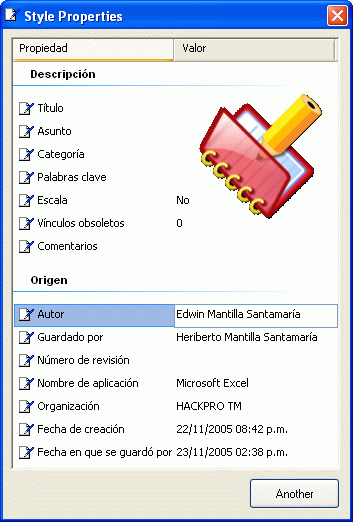 Style Properties
Propiedad Valor
Descripción
Título
Asunto
Categoría
Palabras clave
Escala No
Vínculos obsoletos 0
Comentarios
Origen
Autor Edwin Mantilla Santamaría
Guardado por Heriberto Mantilla Santamaría
Número de revisión
Nombre de aplicación Microsoft Excel
Organización HACKPRO TM
Fecha de creación 22/11/2005 08:42 p.m.
Fecha en que se guardó por 23/11/2005 02:38 p.m.
Another